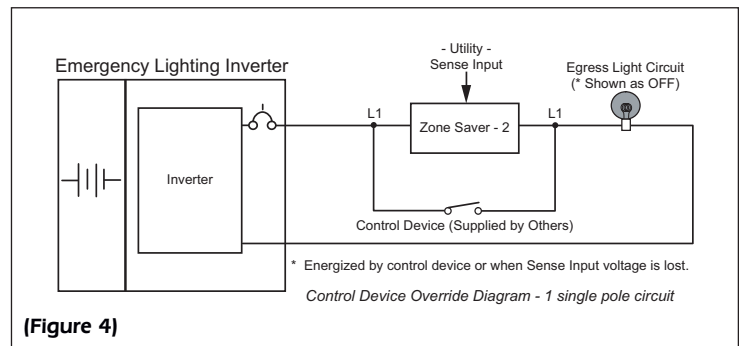 Emergency Lighting Inverter
- Utility -
Sense Input
Egress Light Circuit
(* Shown as OFF)
L1
Zone Saver - 2
L1
Inverter
Control Device (Supplied by Others)
* Energized by control device or when Sense Input voltage is lost.
Control Device Override Diagram - 1 single pole circuit
(Figure 4)